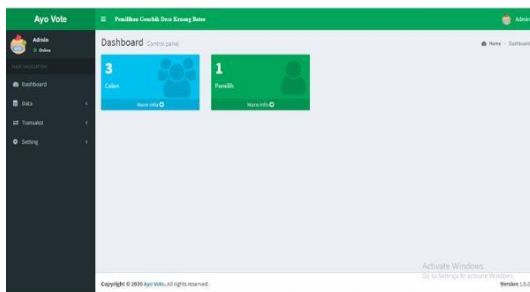 Ayo Vote
Pemilihan Geuchik Desa Krueng Batee
Admin
Admin
Online
MAIN NAVIGATION
Dashboard
Data
Transaksi
Setting
Dashboard Control panel
Home > Dashboard
3
Calon
More info
1
Pemilih
More info
Activate Windows
Go to Settings to activate Windows.
Copyright © 2020 Ayo Vote. All rights reserved.